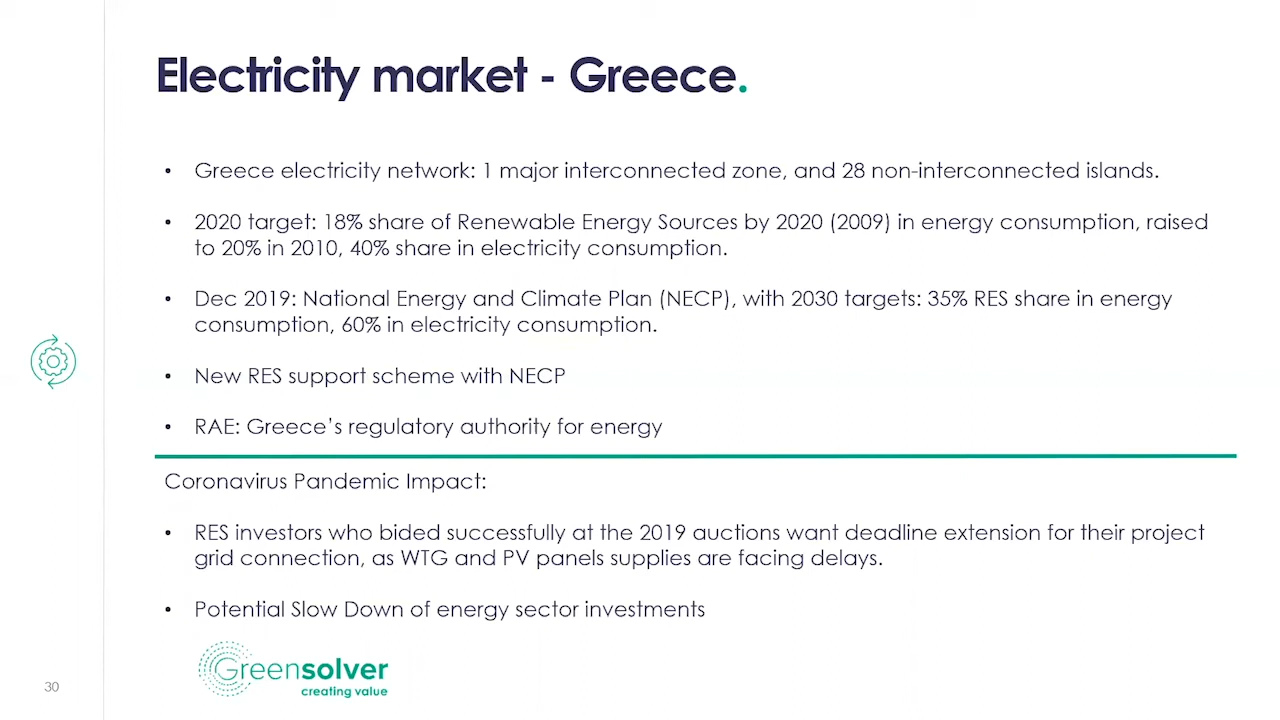 Electricity market - Greece.
• Greece electricity network: 1 major interconnected zone, and 28 non-interconnected islands.
• 2020 target: 18% share of Renewable Energy Sources by 2020 (2009) in energy consumption, raised
to 20% in 2010, 40% share in electricity consumption.
• Dec 2019: National Energy and Climate Plan (NECP), with 2030 targets: 35% RES share in energy
consumption, 60% in electricity consumption.
• New RES support scheme with NECP
• RAE: Greece’s regulatory authority for energy
Coronavirus Pandemic Impact:
• RES investors who bided successfully at the 2019 auctions want deadline extension for their project
grid connection, as WTG and PV panels supplies are facing delays.
• Potential Slow Down of energy sector investments
Greensolver
creating value
30